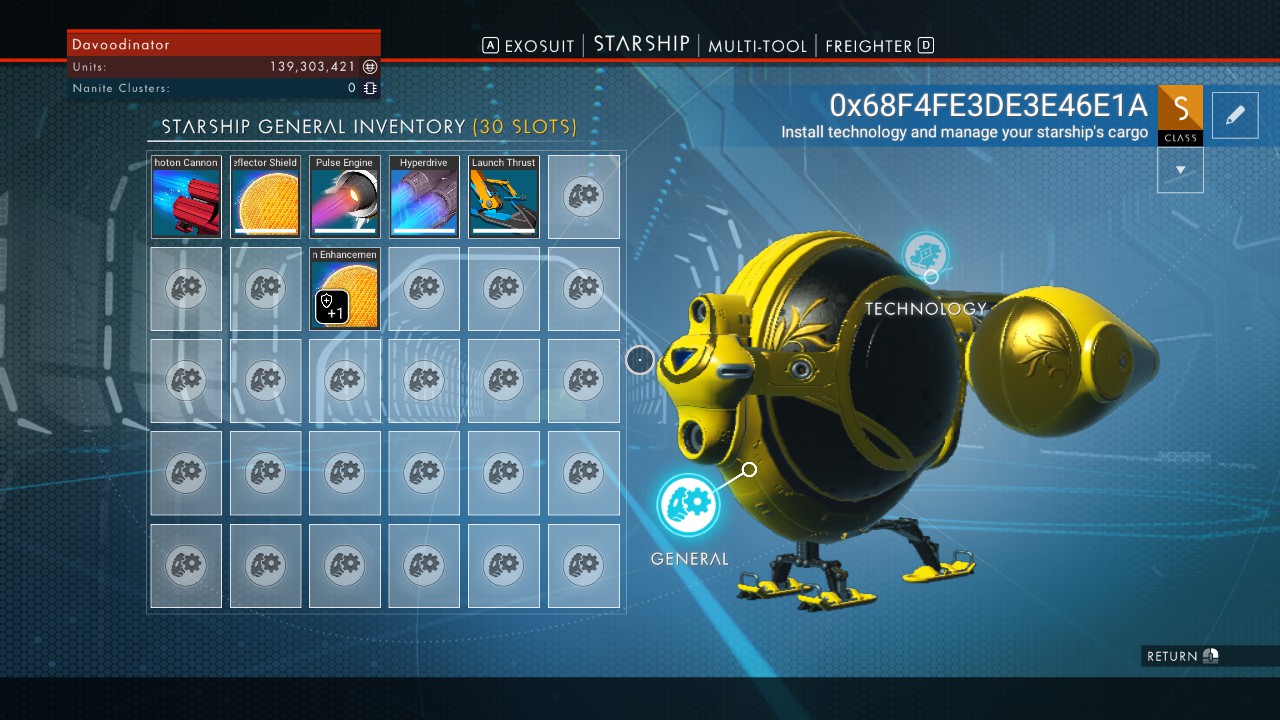 Davoodinator
Units: 139,303,421
Nanite Clusters: 0
A EXOSUIT STARSHIP MULTI-TOOL FREIGHTER D
0x68F4FE3DE3E46E1A
Install technology and manage your starship's cargo
S
CLASS
STARSHIP GENERAL INVENTORY (30 SLOTS)
hoton Cannon eflector Shield Pulse Engine Hyperdrive Launch Thrust
n Enhancemen
+1
TECHNOLOGY
GENERAL
RETURN